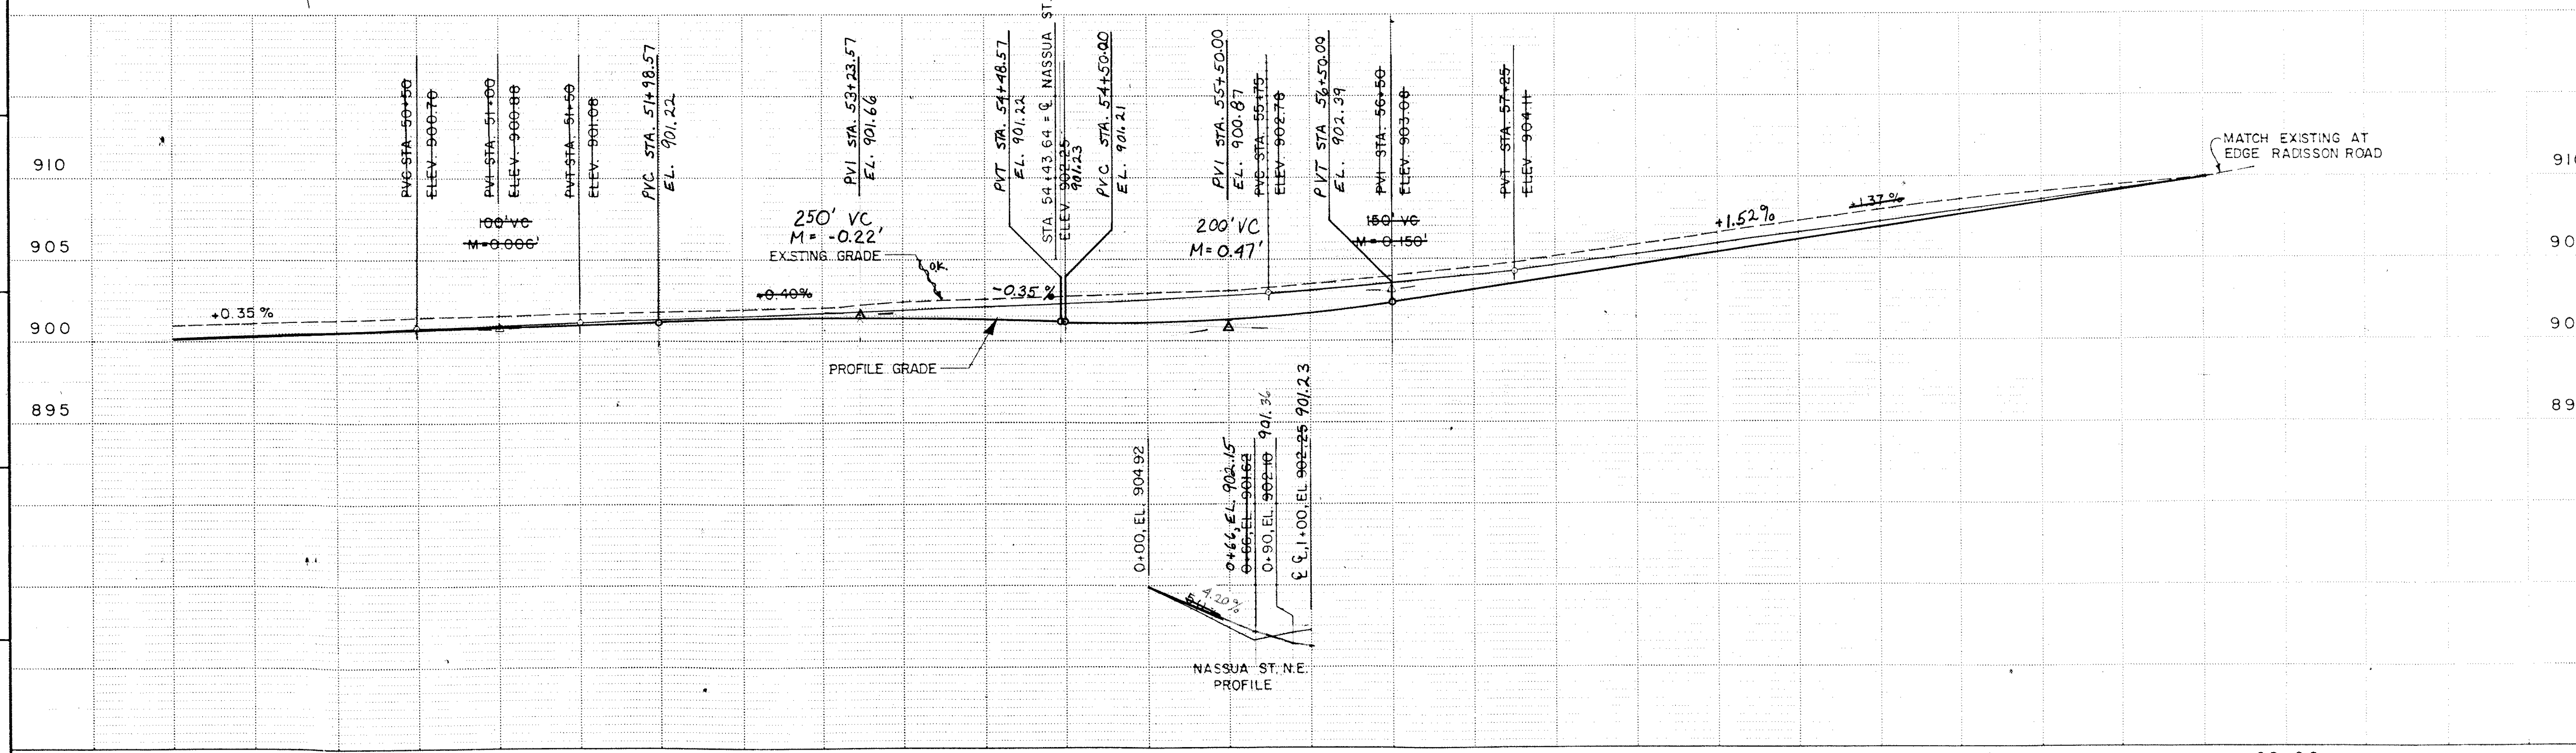 910
905
900
895
PVC STA. 50+50
ELEV. 900.70
PVI STA. 51+00
ELEV. 900.88
PVT STA. 51+50
ELEV. 901.08
PVC STA. 51+98.57
EL. 901.22
PVI STA. 53+23.57
EL. 901.66
PVT STA. 54+48.57
EL. 901.22
STA 54+43.64 = ℄ NASSUA ST.
ELEV. 902.25
901.23
PVC STA. 54+50.00
EL. 901.21
PVI STA. 55+50.00
EL. 900.87
PVC STA. 55+75
ELEV. 902.78
PVT STA 56+50.00
EL. 902.39
PVI STA. 56+50
ELEV. 903.08
PVT STA. 57+25
ELEV. 904.11
100' VC
M=0.006'
250' VC
M= -0.22'
EXISTING GRADE
O.K.
200' VC
M= 0.47'
150' VC
M=0.150'
+0.35 %
+0.40%
-0.35 %
+1.52%
+1.37 %
MATCH EXISTING AT
EDGE RADISSON ROAD
PROFILE GRADE
0+00, EL. 904.92
0+66, EL. 902.15
0+66, EL. 901.62
0+90, EL. 902.10 901.36
℄, 1+00, EL 902.25 901.23
4.20%
NASSUA ST. N.E.
PROFILE
910
90
90
89